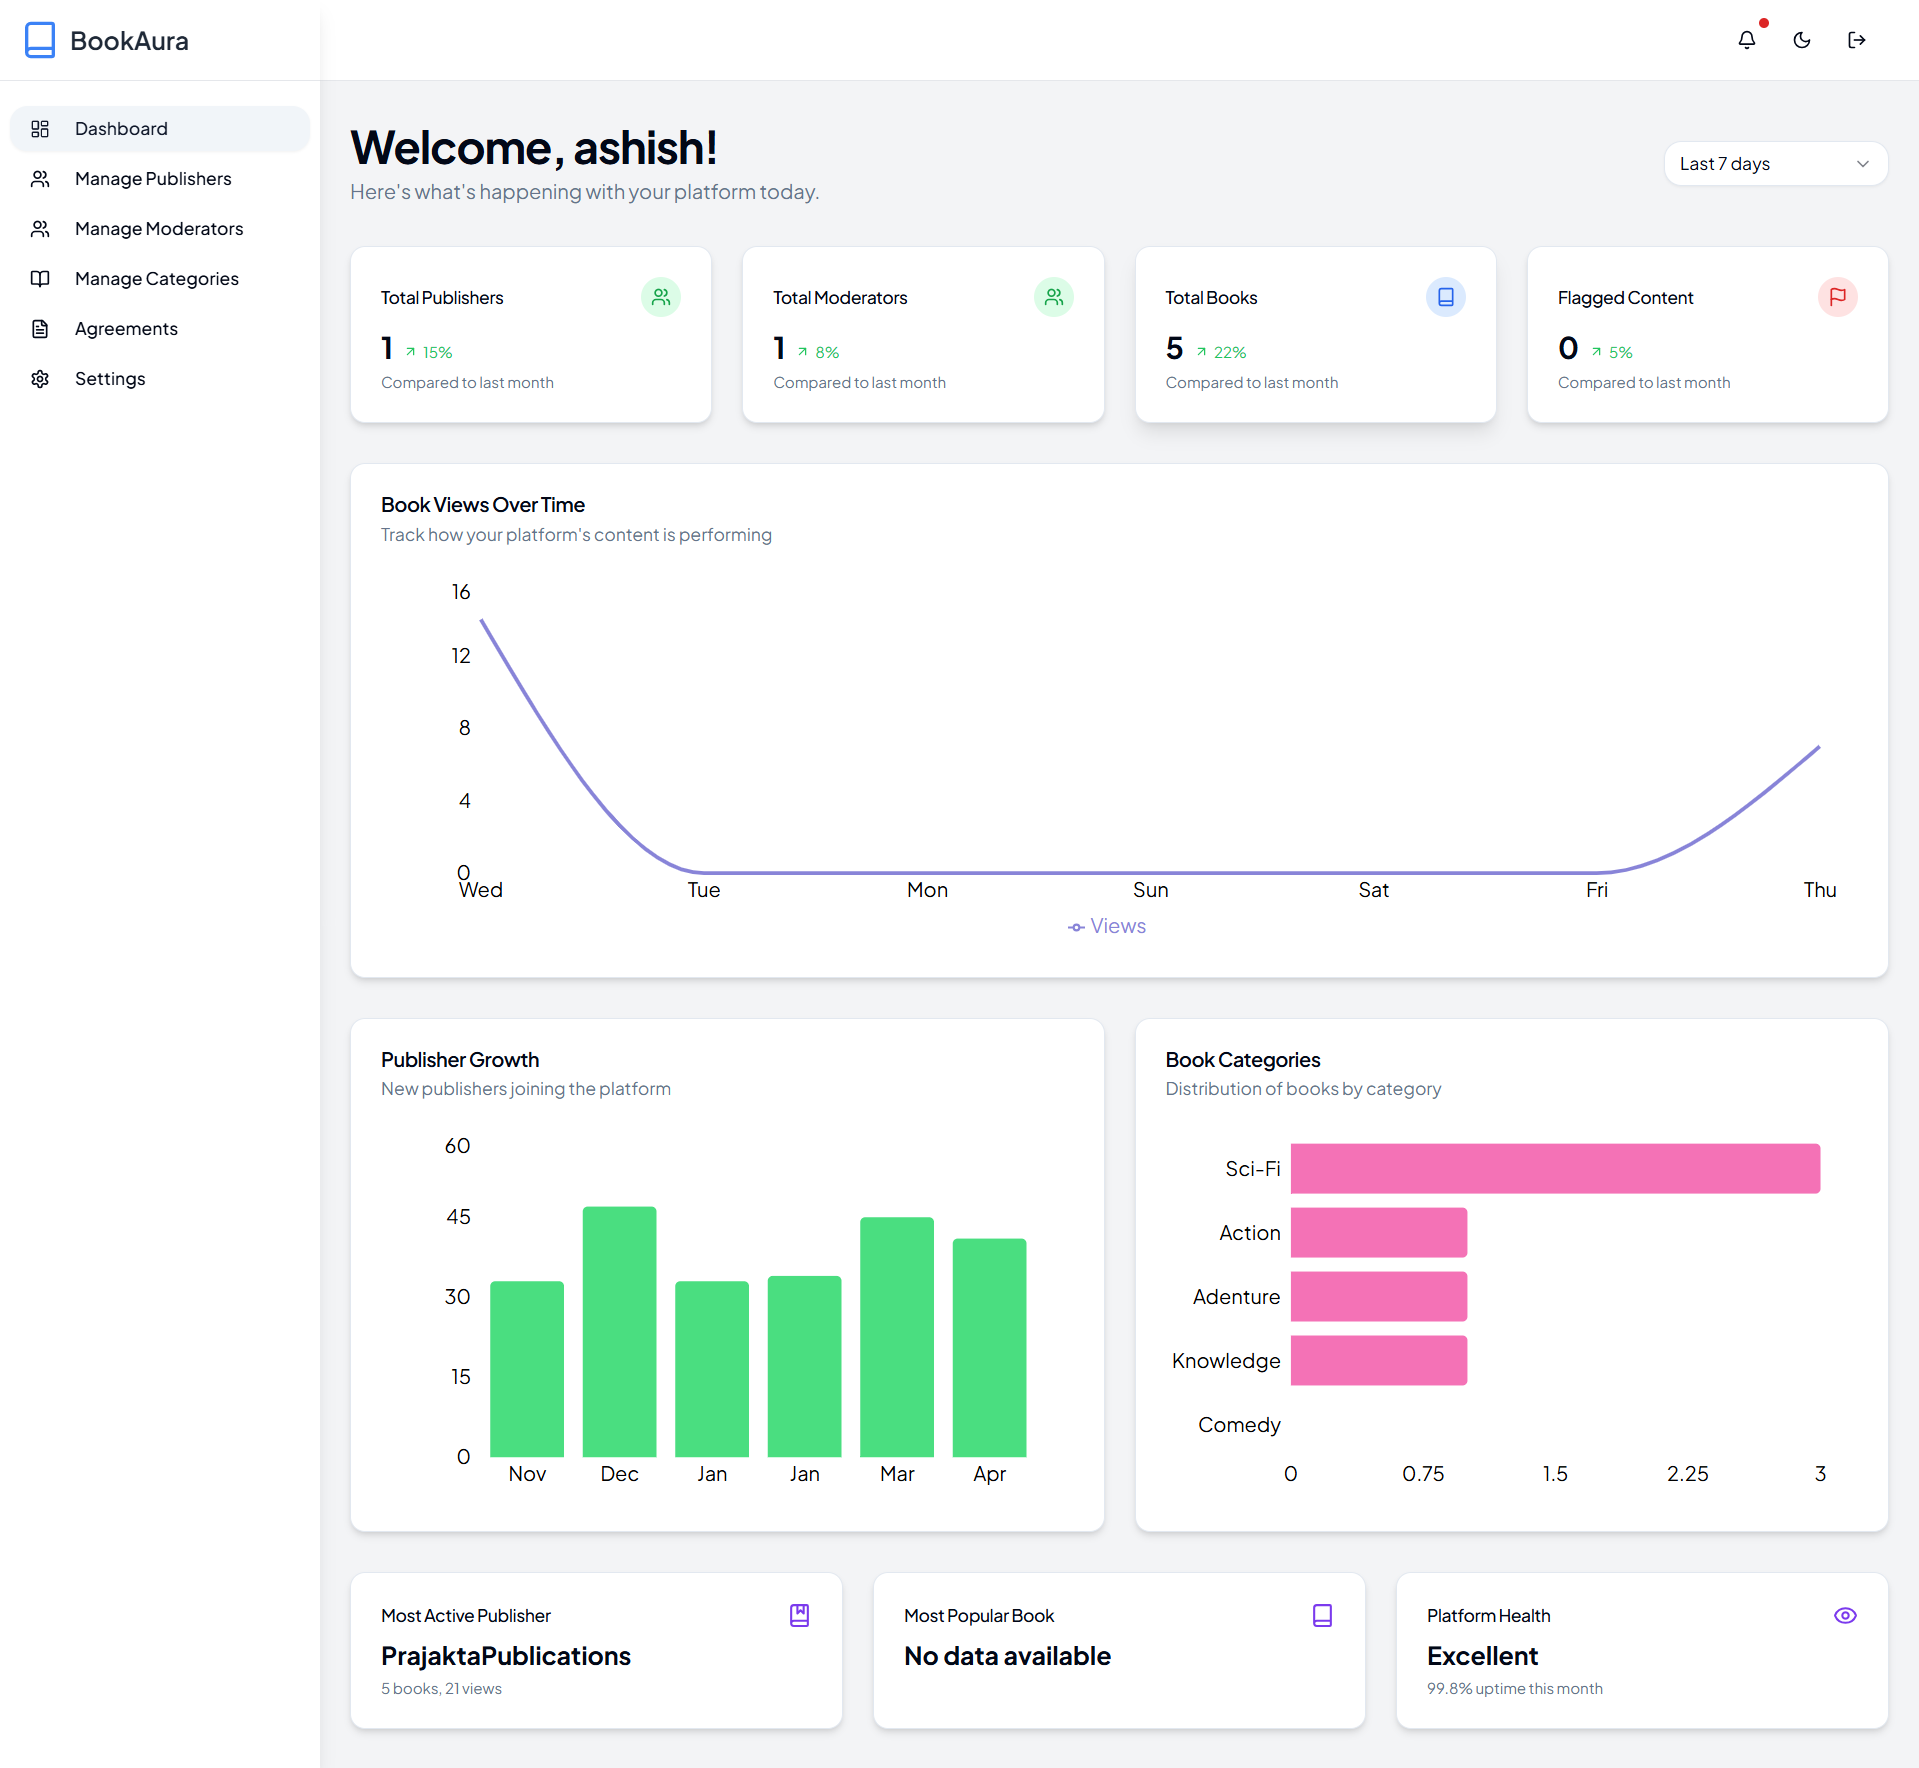 BookAura
Dashboard
Manage Publishers
Manage Moderators
Manage Categories
Agreements
Settings
Welcome, ashish!
Here's what's happening with your platform today.
Last 7 days
Total Publishers
1 15%
Compared to last month
Total Moderators
1 8%
Compared to last month
Total Books
5 22%
Compared to last month
Flagged Content
0 5%
Compared to last month
Book Views Over Time
Track how your platform's content is performing
16
12
8
4
0
Wed Tue Mon Sun Sat Fri Thu
Views
Publisher Growth
New publishers joining the platform
60
45
30
15
0
Nov Dec Jan Jan Mar Apr
Book Categories
Distribution of books by category
Sci-Fi
Action
Adenture
Knowledge
Comedy
0 0.75 1.5 2.25 3
Most Active Publisher
PrajaktaPublications
5 books, 21 views
Most Popular Book
No data available
Platform Health
Excellent
99.8% uptime this month